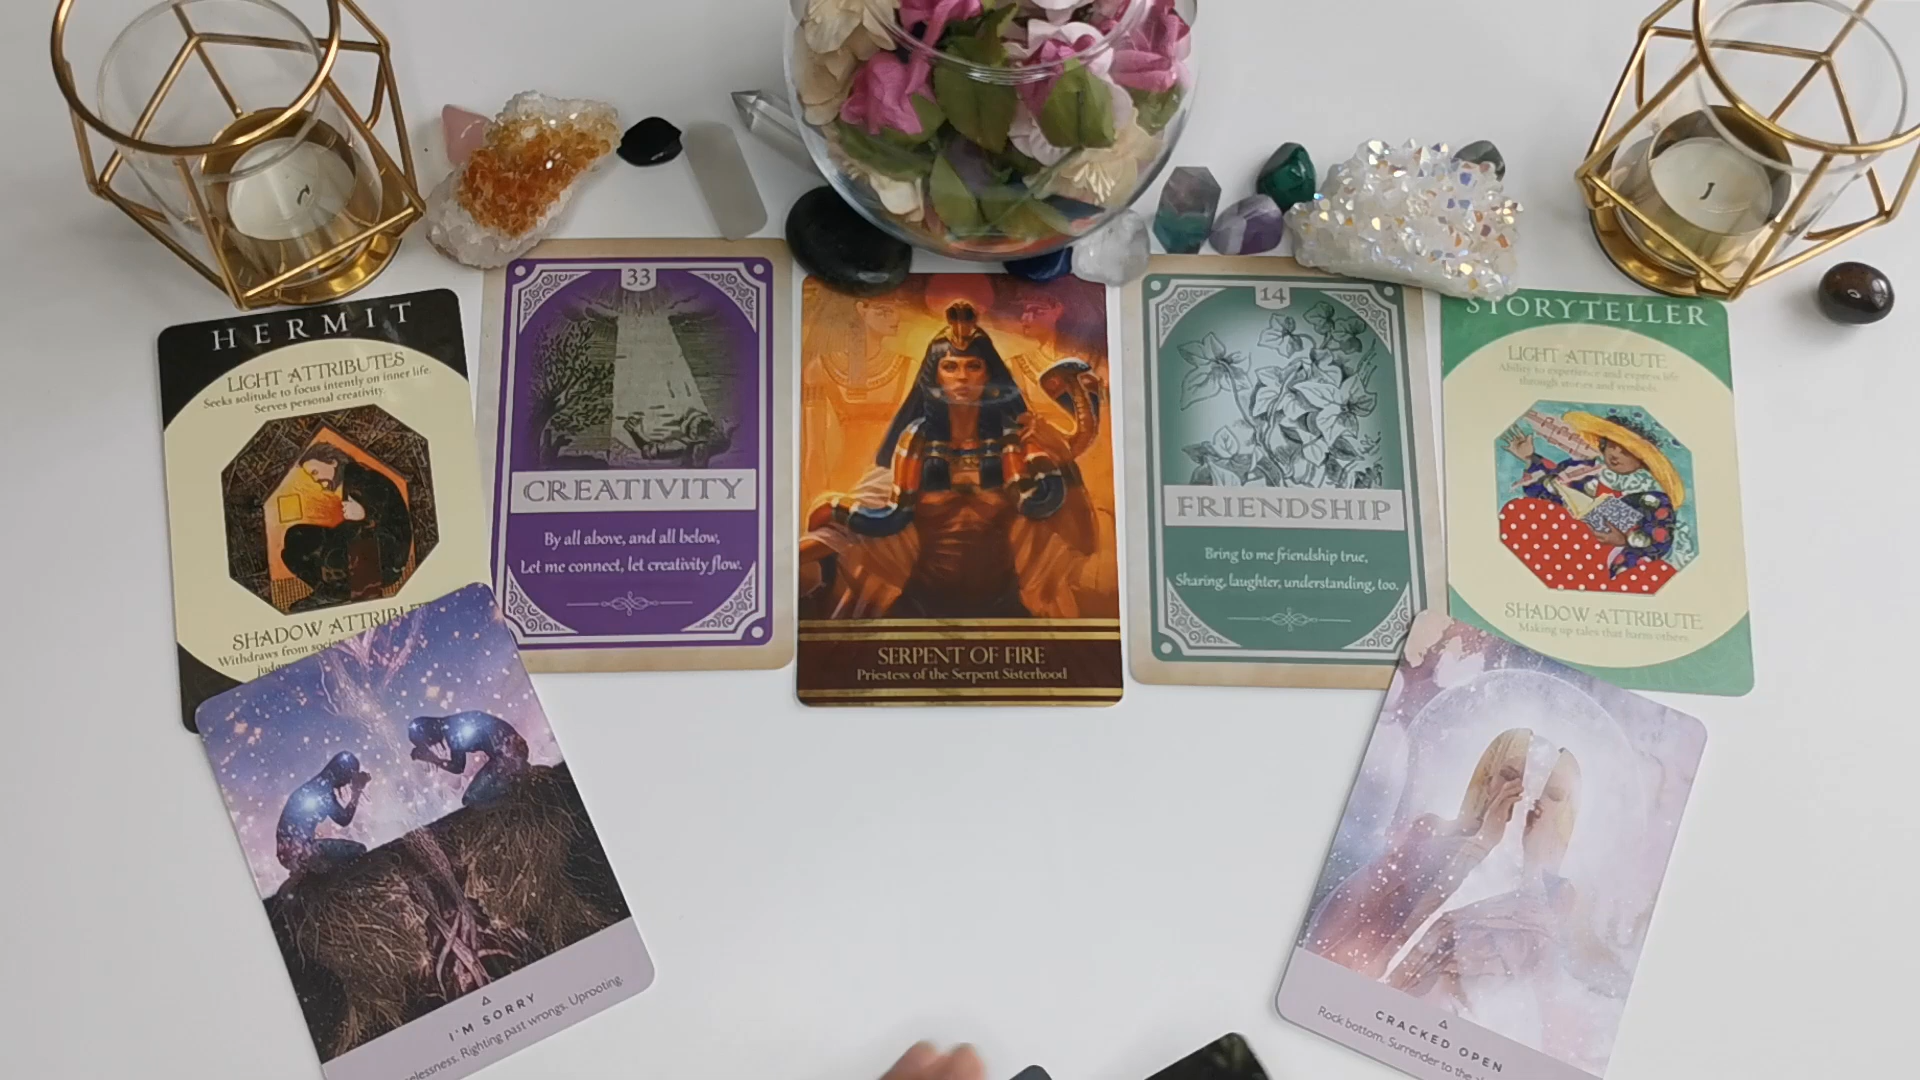 HERMIT
LIGHT ATTRIBUTES
Seeks solitude to focus intently on inner life.
Serves personal creativity.
SHADOW ATTRIBUTE
Withdraws from
33
CREATIVITY
By all above, and all below,
Let me connect, let creativity flow.
SERPENT OF FIRE
Priestess of the Serpent Sisterhood
14
FRIENDSHIP
Bring to me friendship true,
Sharing, laughter, understanding, too.
STORYTELLER
LIGHT ATTRIBUTE
Ability to experience and express life
through stories and symbols.
SHADOW ATTRIBUTE
Making up tales that harm others.
I'M SORRY
Righting past wrongs. Uprooting.
CRACKED OPEN
Rock bottom. Surrender to the